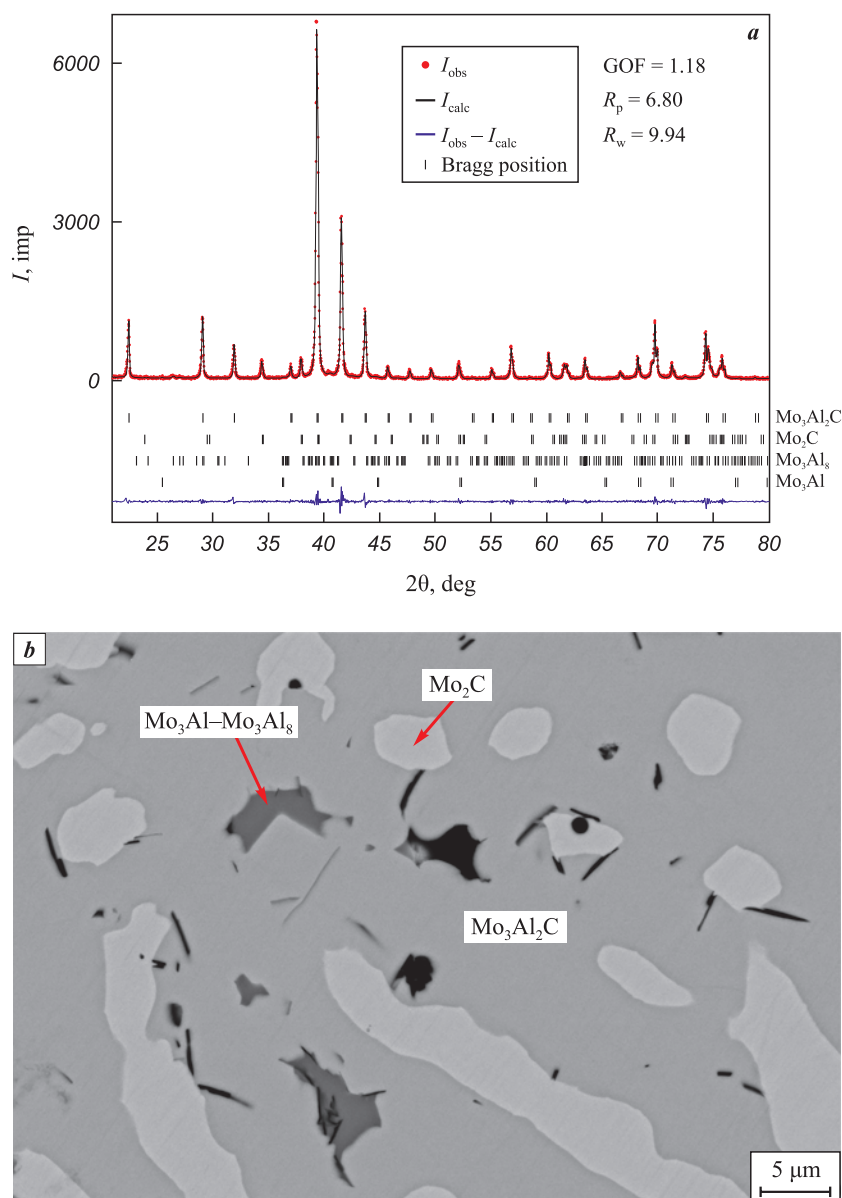 a
6000
3000
0
I, imp
I_obs
I_calc
I_obs – I_calc
Bragg position
GOF = 1.18
R_p = 6.80
R_w = 9.94
Mo₃Al₂C
Mo₂C
Mo₃Al₈
Mo₃Al
25 30 35 40 45 50 55 60 65 70 75 80
2θ, deg
b
Mo₂C
Mo₃Al–Mo₃Al₈
Mo₃Al₂C
5 μm